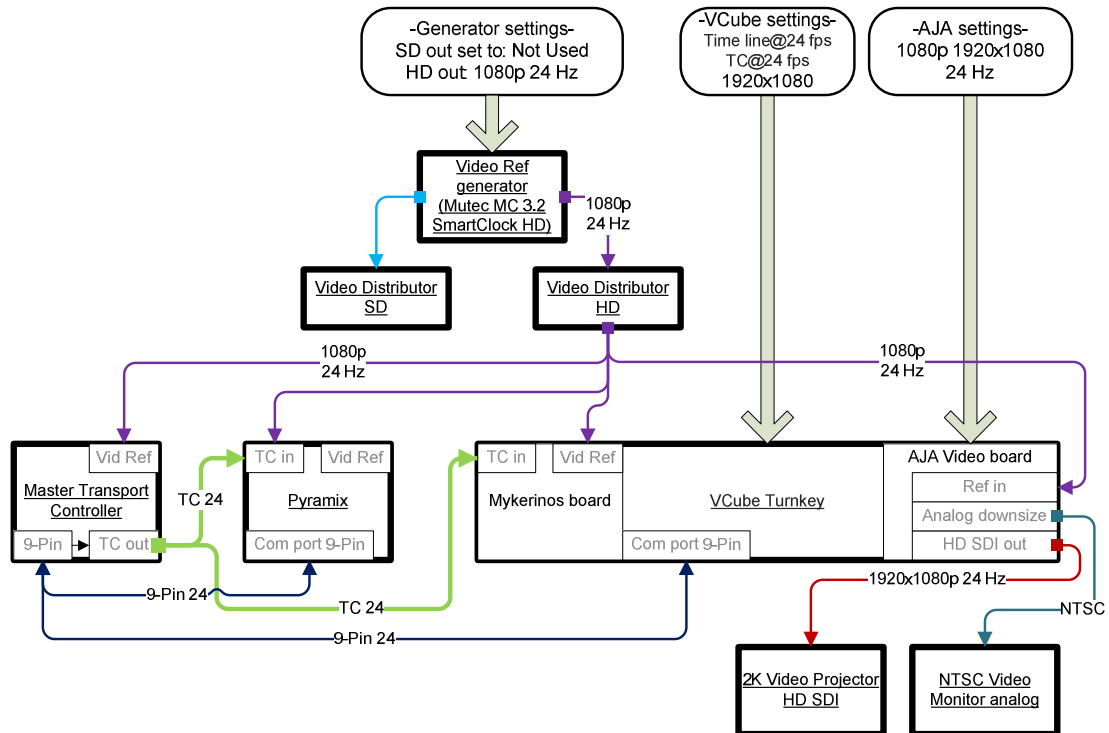 -Generator settings-
SD out set to: Not Used
HD out: 1080p 24 Hz
-VCube settings-
Time line@24 fps
TC@24 fps
1920x1080
-AJA settings-
1080p 1920x1080
24 Hz
Video Ref
generator
(Mutec MC 3.2
SmartClock HD)
1080p
24 Hz
Video Distributor
SD
Video Distributor
HD
1080p
24 Hz
1080p
24 Hz
Vid Ref
Master Transport
Controller
9-Pin
TC out
TC 24
TC in
Vid Ref
Pyramix
Com port 9-Pin
TC in
Vid Ref
Mykerinos board
VCube Turnkey
Com port 9-Pin
AJA Video board
Ref in
Analog downsize
HD SDI out
9-Pin 24
TC 24
9-Pin 24
1920x1080p 24 Hz
NTSC
2K Video Projector
HD SDI
NTSC Video
Monitor analog